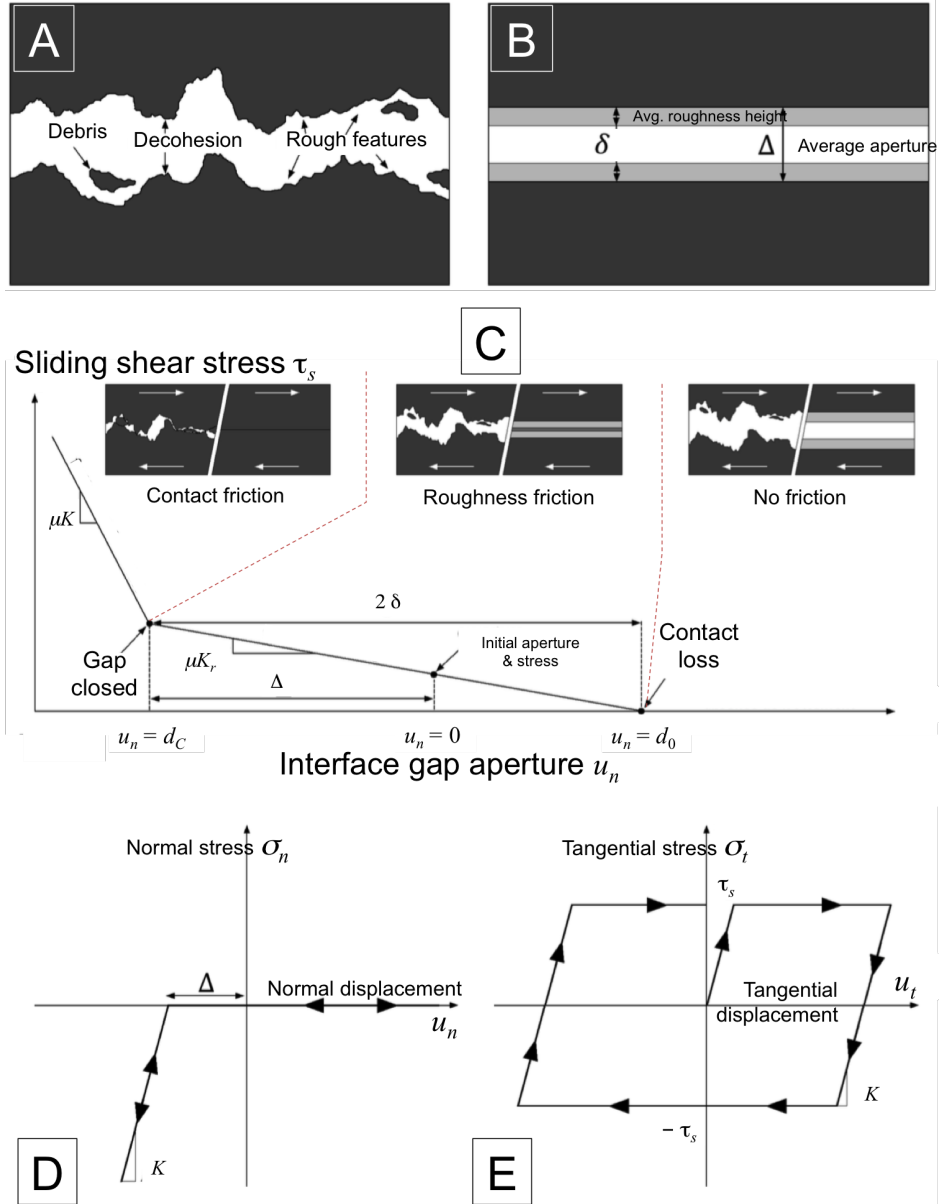 A
Debris
Decohesion
Rough features
B
Avg. roughness height
δ
Δ
Average aperture
C
Sliding shear stress τₛ
Contact friction
Roughness friction
No friction
μK
2 δ
Gap
closed
μKᵣ
Δ
Initial aperture
& stress
Contact
loss
uₙ = d_C
uₙ = 0
uₙ = d₀
Interface gap aperture uₙ
Normal stress σₙ
Δ
Normal displacement
uₙ
K
D
Tangential stress σₜ
τₛ
Tangential
displacement
uₜ
K
− τₛ
E